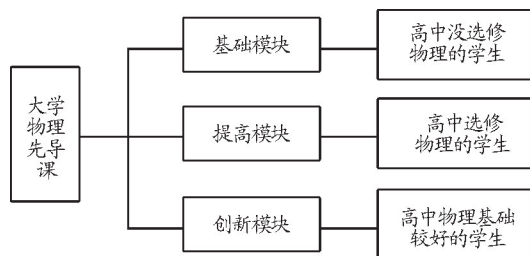 大学
物理
先导
课
基础模块
高中没选修
物理的学生
提高模块
高中选修
物理的学生
创新模块
高中物理基础
较好的学生